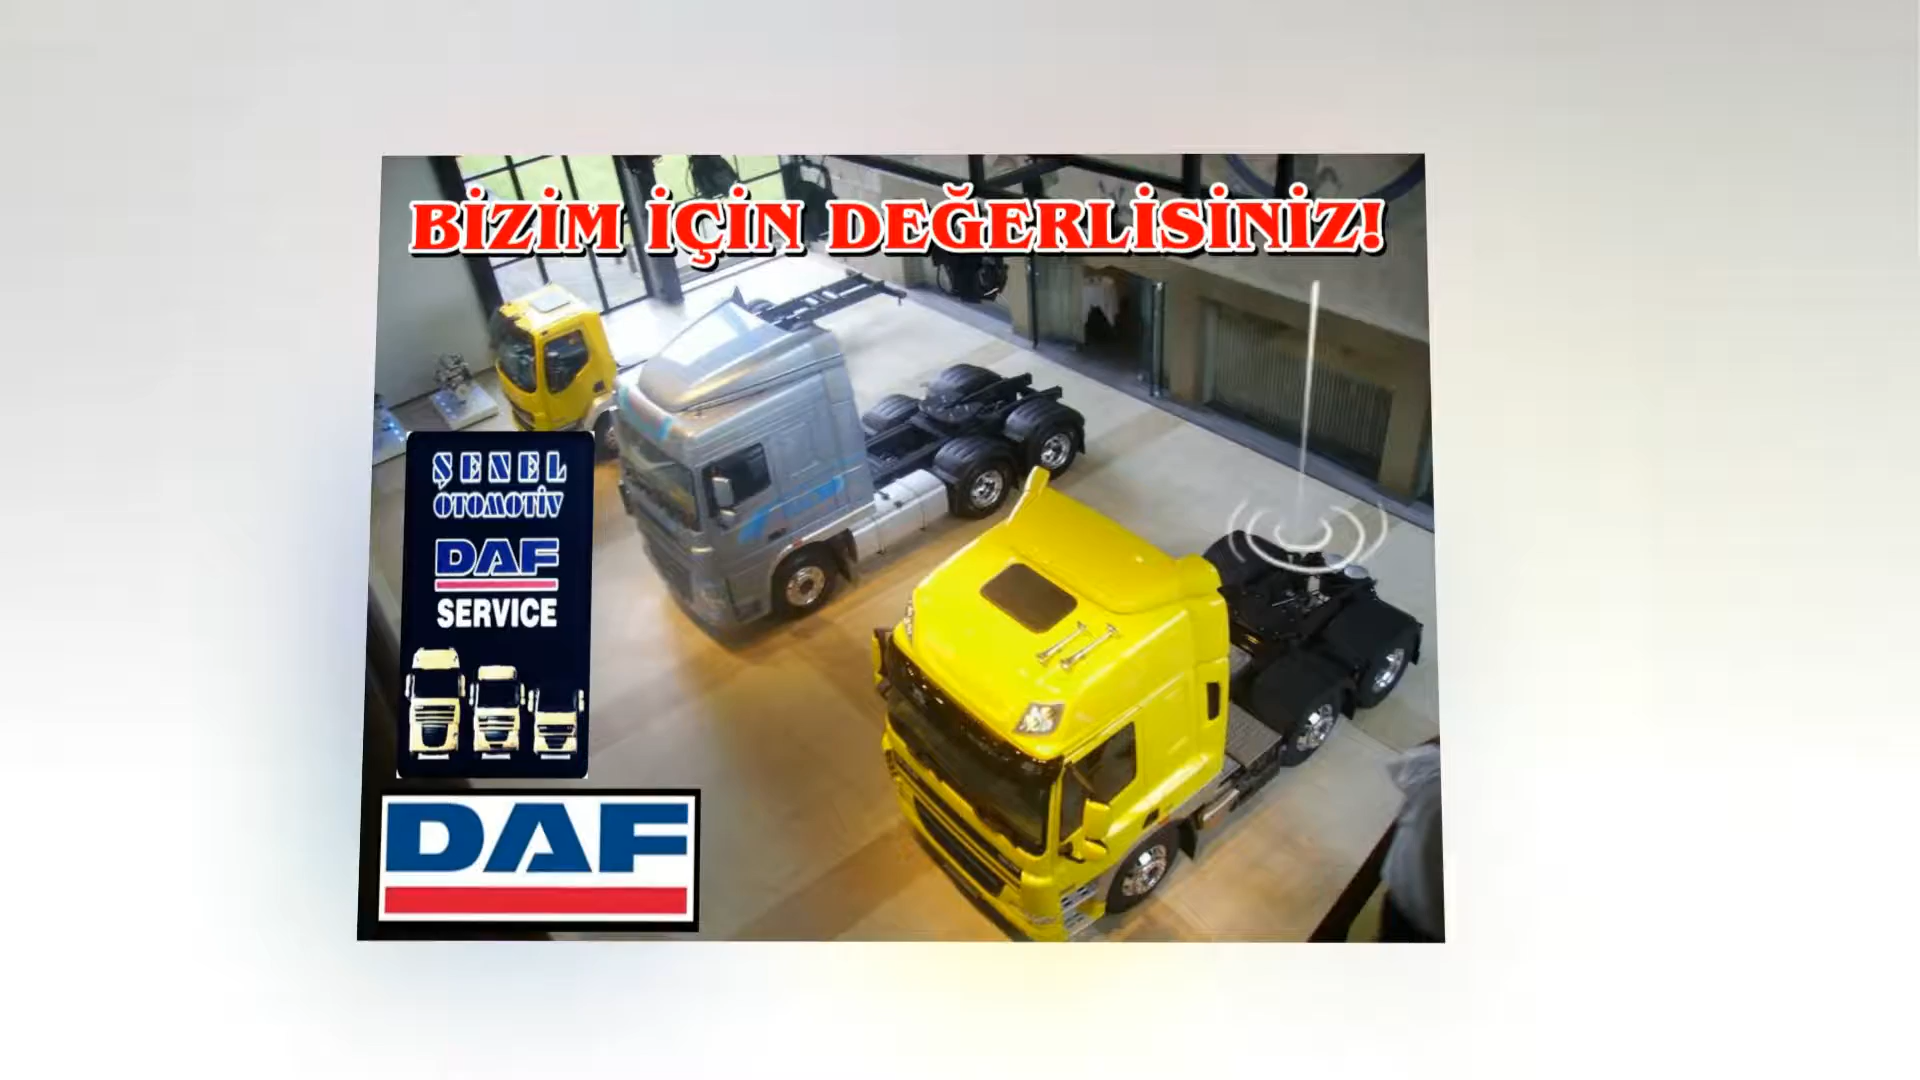 BİZİM İÇİN DEĞERLİSİNİZ!
ŞENEL
OTOMOTİV
DAF
SERVICE
DAF